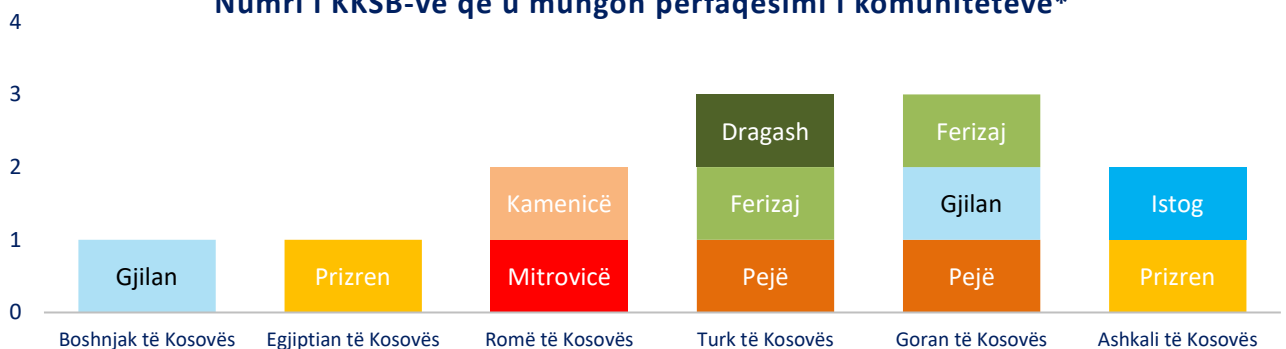 Numri i KKSB-ve që u mungon përfaqësimi i komuniteteve*
4
3
2
1
0
Dragash
Ferizaj
Kamenicë
Ferizaj
Gjilan
Istog
Gjilan
Prizren
Mitrovicë
Pejë
Pejë
Prizren
Boshnjak të Kosovës
Egjiptian të Kosovës
Romë të Kosovës
Turk të Kosovës
Goran të Kosovës
Ashkali të Kosovës